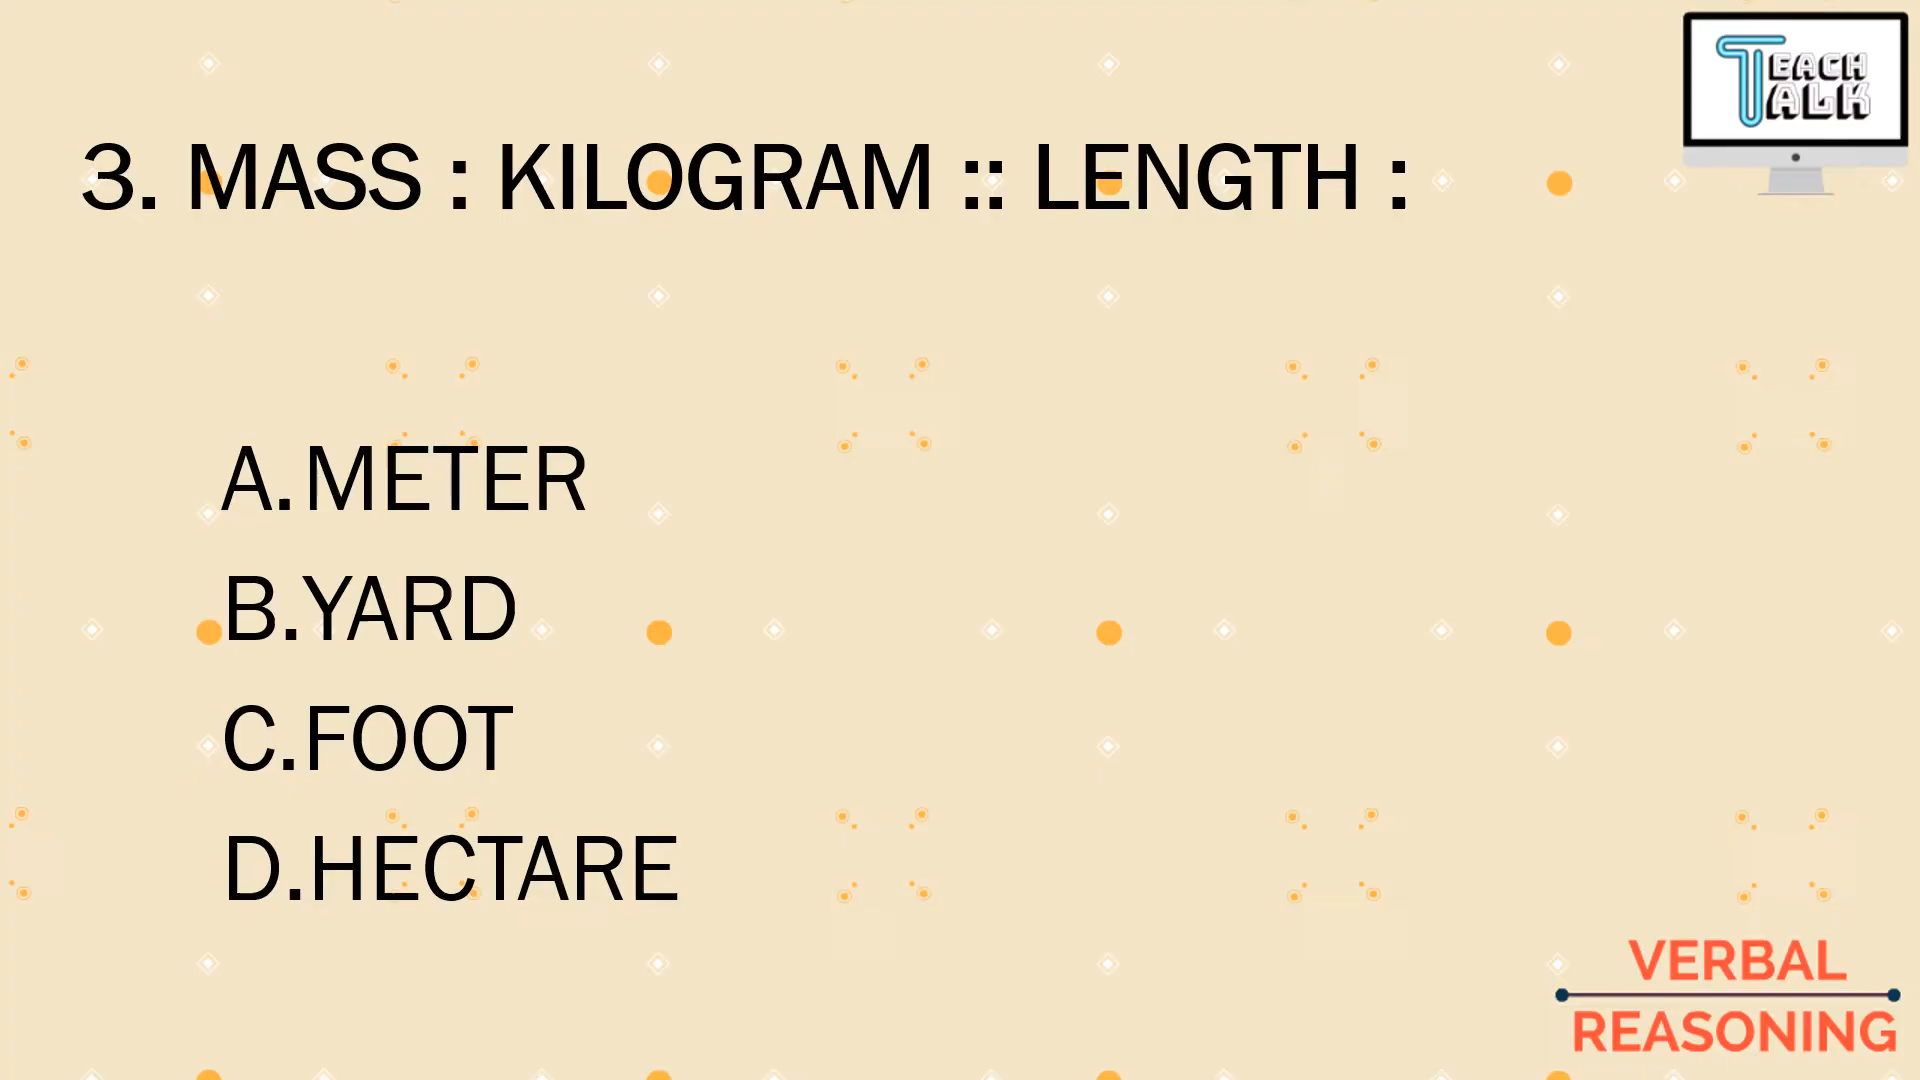 TEACH
TALK
3. MASS : KILOGRAM :: LENGTH :
A.METER
B.YARD
C.FOOT
D.HECTARE
VERBAL
REASONING